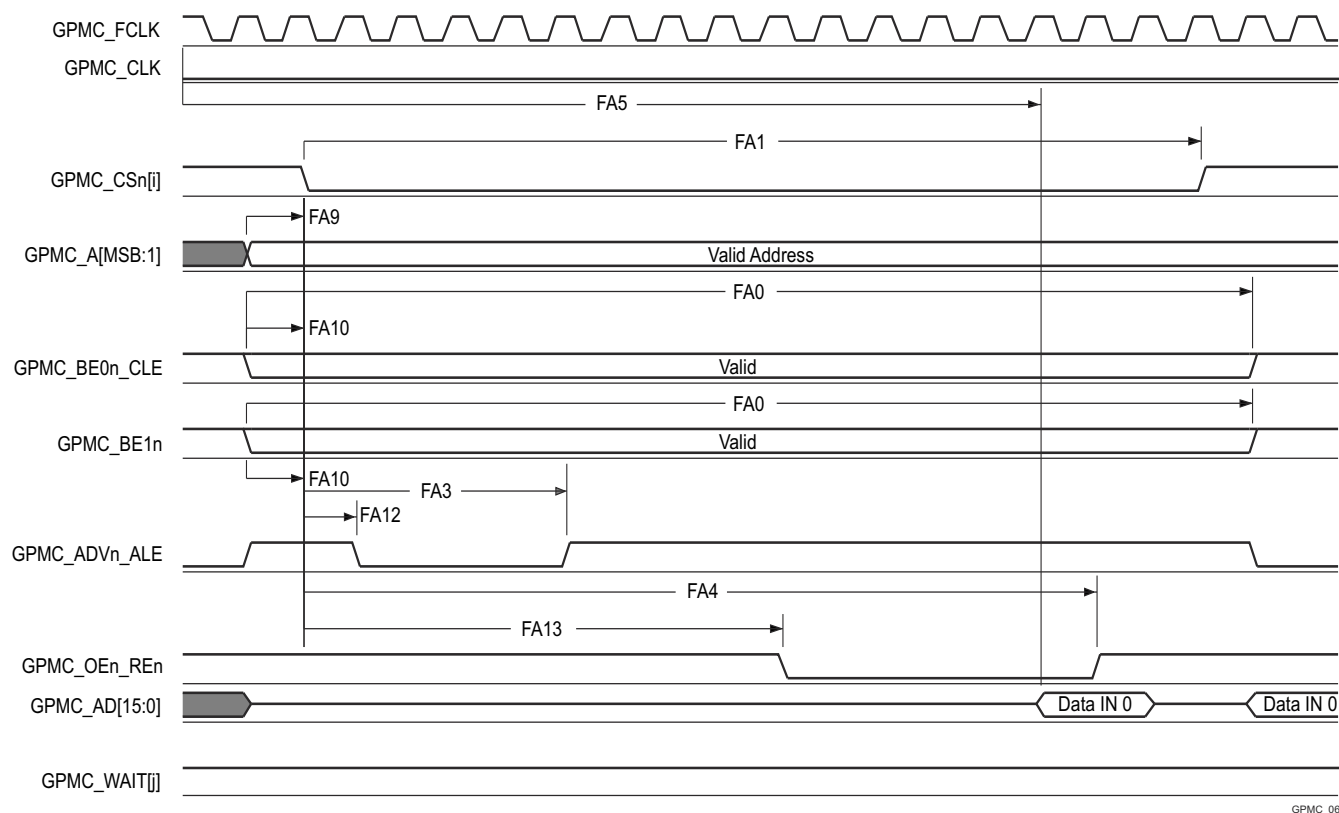 GPMC_FCLK
GPMC_CLK
FA5
FA1
GPMC_CSn[i]
FA9
GPMC_A[MSB:1]
Valid Address
FA0
FA10
GPMC_BE0n_CLE
Valid
FA0
GPMC_BE1n
Valid
FA10
FA3
FA12
GPMC_ADVn_ALE
FA4
FA13
GPMC_OEn_REn
GPMC_AD[15:0]
Data IN 0
Data IN 0
GPMC_WAIT[j]
GPMC_06